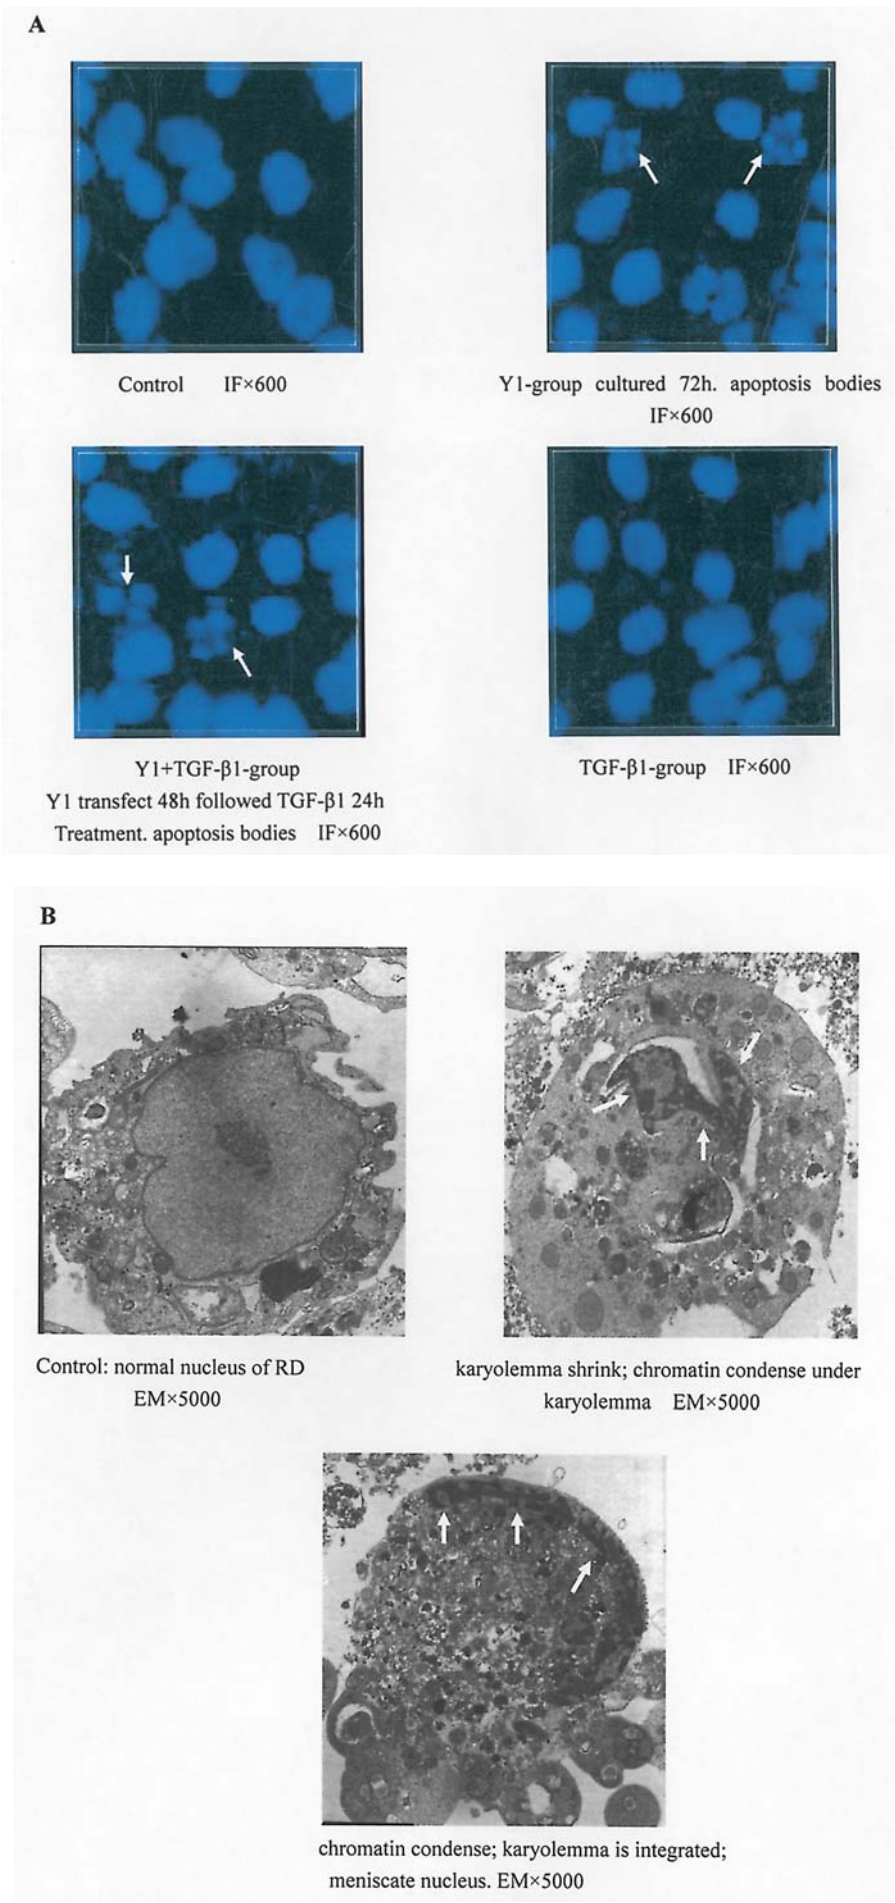 A
Control IF×600
Y1-group cultured 72h. apoptosis bodies
IF×600
Y1+TGF-β1-group
Y1 transfect 48h followed TGF-β1 24h
Treatment. apoptosis bodies IF×600
TGF-β1-group IF×600
B
Control: normal nucleus of RD
EM×5000
karyolemma shrink; chromatin condense under
karyolemma EM×5000
chromatin condense; karyolemma is integrated;
meniscate nucleus. EM×5000